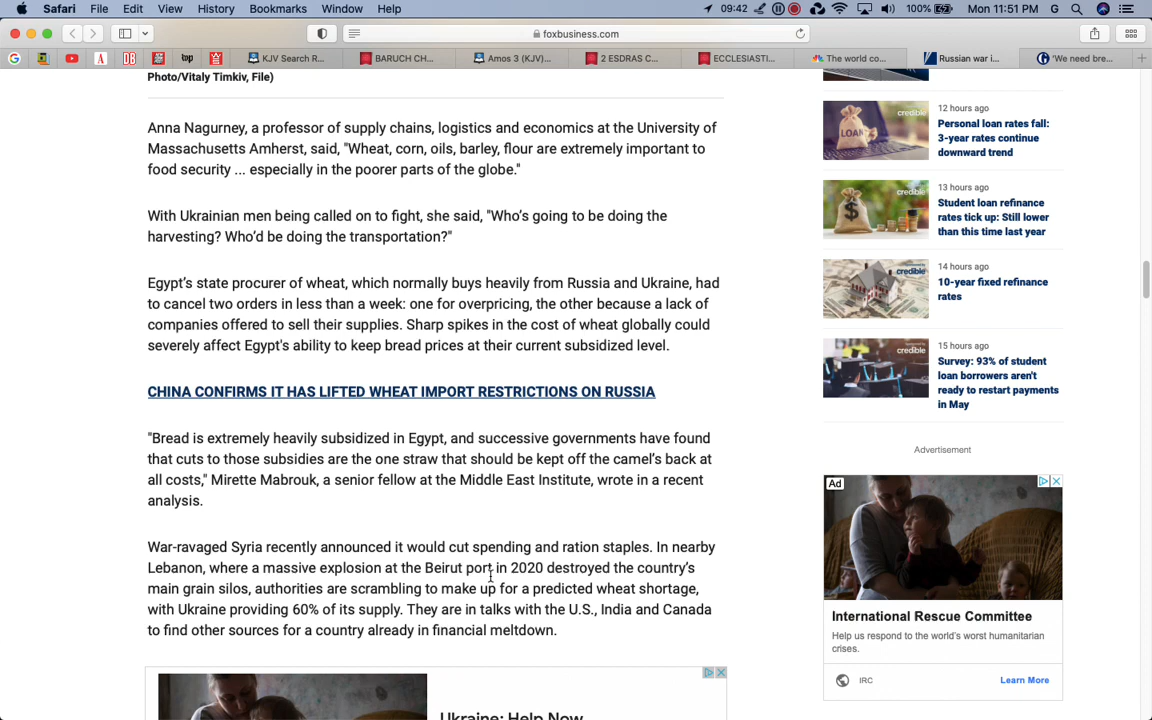 Safari File Edit View History Bookmarks Window Help 09:42 100% Mon 11:51 PM G
foxbusiness.com
G A DB top KJV Search R... BARUCH CH... Amos 3 (KJV)... 2 ESDRAS C... ECCLESIASTI... The world co... Russian war i... 'We need bre...
Photo/Vitaly Timkiv, File)
Anna Nagurney, a professor of supply chains, logistics and economics at the University of
Massachusetts Amherst, said, "Wheat, corn, oils, barley, flour are extremely important to
food security ... especially in the poorer parts of the globe."
With Ukrainian men being called on to fight, she said, "Who's going to be doing the
harvesting? Who'd be doing the transportation?"
Egypt's state procurer of wheat, which normally buys heavily from Russia and Ukraine, had
to cancel two orders in less than a week: one for overpricing, the other because a lack of
companies offered to sell their supplies. Sharp spikes in the cost of wheat globally could
severely affect Egypt's ability to keep bread prices at their current subsidized level.
CHINA CONFIRMS IT HAS LIFTED WHEAT IMPORT RESTRICTIONS ON RUSSIA
"Bread is extremely heavily subsidized in Egypt, and successive governments have found
that cuts to those subsidies are the one straw that should be kept off the camel's back at
all costs," Mirette Mabrouk, a senior fellow at the Middle East Institute, wrote in a recent
analysis.
War-ravaged Syria recently announced it would cut spending and ration staples. In nearby
Lebanon, where a massive explosion at the Beirut port in 2020 destroyed the country's
main grain silos, authorities are scrambling to make up for a predicted wheat shortage,
with Ukraine providing 60% of its supply. They are in talks with the U.S., India and Canada
to find other sources for a country already in financial meltdown.
Ukraine: Help Now
credible
LOAN
12 hours ago
Personal loan rates fall:
3-year rates continue
downward trend
credible
13 hours ago
Student loan refinance
rates tick up: Still lower
than this time last year
credible
14 hours ago
10-year fixed refinance
rates
credible
15 hours ago
Survey: 93% of student
loan borrowers aren't
ready to restart payments
in May
Advertisement
Ad
International Rescue Committee
Help us respond to the world's worst humanitarian
crises.
IRC Learn More